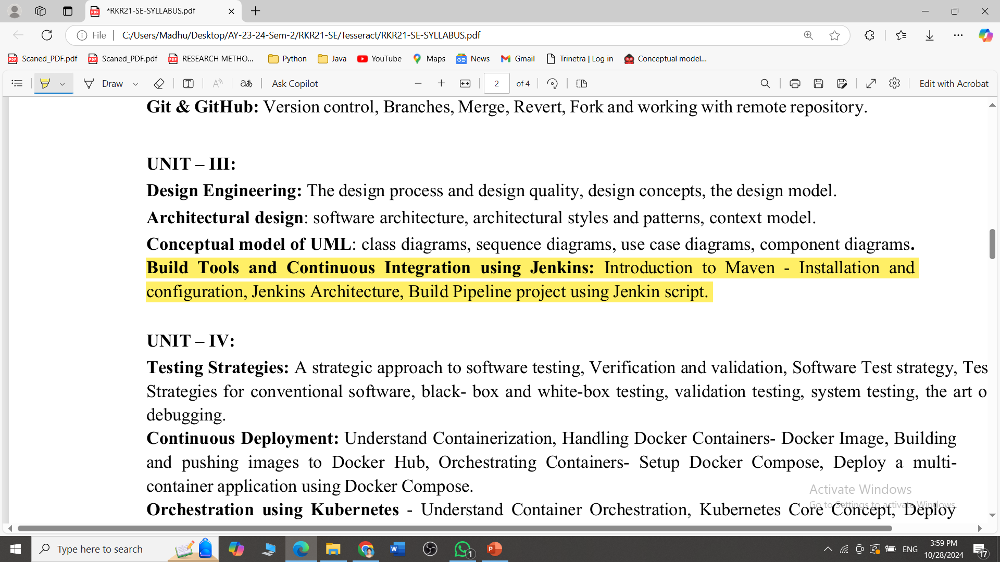 *RKR21-SE-SYLLABUS.pdf
File
C:/Users/Madhu/Desktop/AY-23-24-Sem-2/RKR21-SE/Tesseract/RKR21-SE-SYLLABUS.pdf
Scaned_PDF.pdf Scaned_PDF.pdf RESEARCH METHO... Python Java YouTube Maps News Gmail Trinetra | Log in Conceptual model...
Draw aあ Ask Copilot 2 of 4 Edit with Acrobat
Git & GitHub: Version control, Branches, Merge, Revert, Fork and working with remote repository.
UNIT – III:
Design Engineering: The design process and design quality, design concepts, the design model.
Architectural design: software architecture, architectural styles and patterns, context model.
Conceptual model of UML: class diagrams, sequence diagrams, use case diagrams, component diagrams.
Build Tools and Continuous Integration using Jenkins: Introduction to Maven - Installation and
configuration, Jenkins Architecture, Build Pipeline project using Jenkin script.
UNIT – IV:
Testing Strategies: A strategic approach to software testing, Verification and validation, Software Test strategy, Tes
Strategies for conventional software, black- box and white-box testing, validation testing, system testing, the art o
debugging.
Continuous Deployment: Understand Containerization, Handling Docker Containers- Docker Image, Building
and pushing images to Docker Hub, Orchestrating Containers- Setup Docker Compose, Deploy a multi-
container application using Docker Compose.
Activate Windows
Go to Settings to activate Windows.
Orchestration using Kubernetes - Understand Container Orchestration, Kubernetes Core Concept, Deploy
Type here to search
1
ENG
3:59 PM
10/28/2024
17